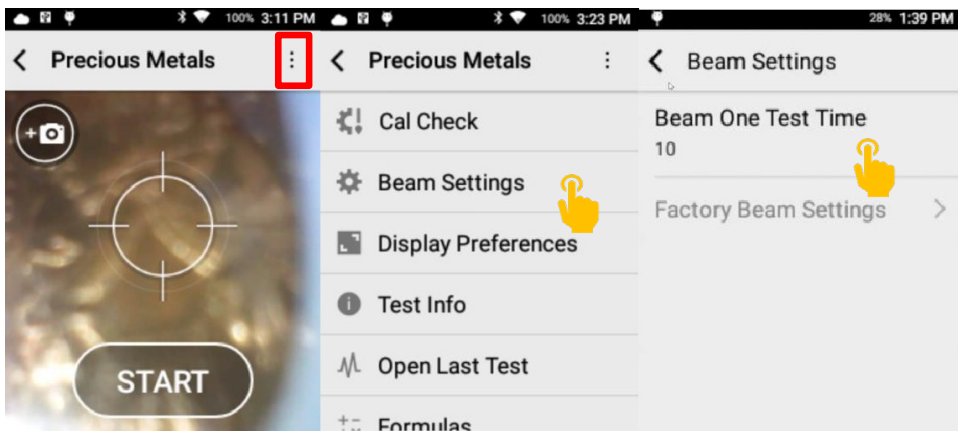 100% 3:11 PM
Precious Metals
START
100% 3:23 PM
Precious Metals
Cal Check
Beam Settings
Display Preferences
Test Info
Open Last Test
Formulas
28% 1:39 PM
Beam Settings
Beam One Test Time
10
Factory Beam Settings